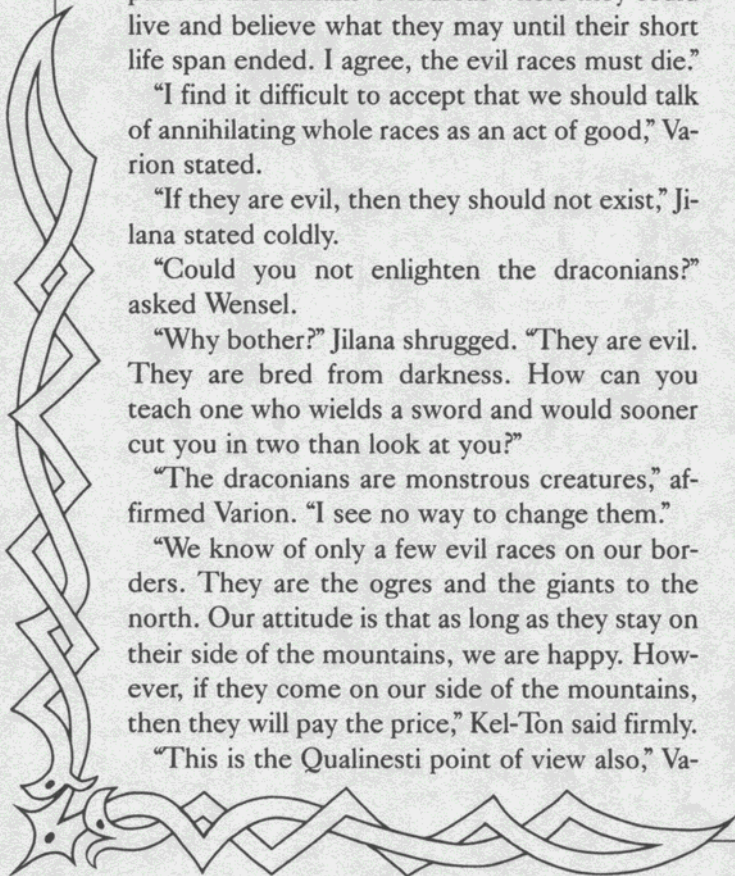 live and believe what they may until their short
life span ended. I agree, the evil races must die.”
“I find it difficult to accept that we should talk
of annihilating whole races as an act of good,” Va-
rion stated.
“If they are evil, then they should not exist,” Ji-
lana stated coldly.
“Could you not enlighten the draconians?”
asked Wensel.
“Why bother?” Jilana shrugged. “They are evil.
They are bred from darkness. How can you
teach one who wields a sword and would sooner
cut you in two than look at you?”
“The draconians are monstrous creatures,” af-
firmed Varion. “I see no way to change them.”
“We know of only a few evil races on our bor-
ders. They are the ogres and the giants to the
north. Our attitude is that as long as they stay on
their side of the mountains, we are happy. How-
ever, if they come on our side of the mountains,
then they will pay the price,” Kel-Ton said firmly.
“This is the Qualinesti point of view also,” Va-